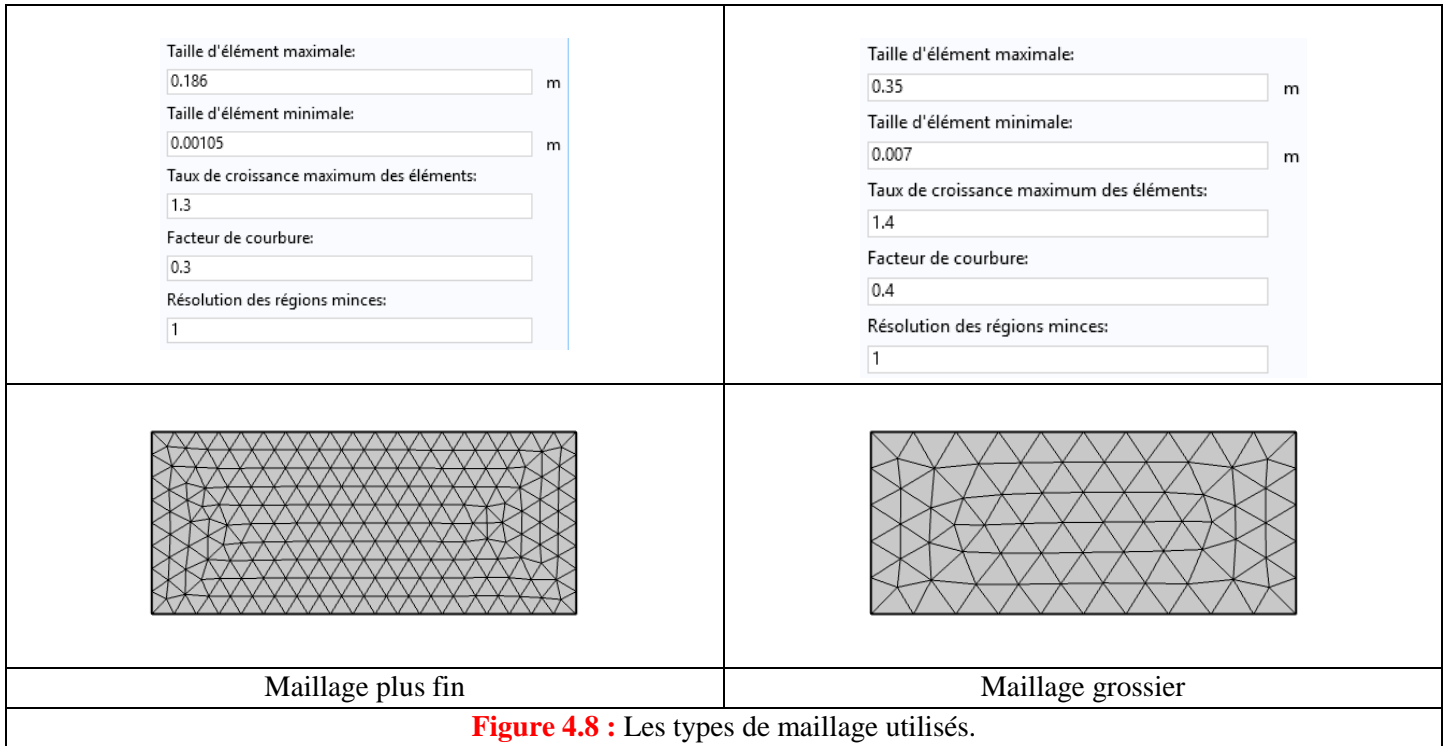 Taille d'élément maximale:
0.186 m
Taille d'élément minimale:
0.00105 m
Taux de croissance maximum des éléments:
1.3
Facteur de courbure:
0.3
Résolution des régions minces:
1
Taille d'élément maximale:
0.35 m
Taille d'élément minimale:
0.007 m
Taux de croissance maximum des éléments:
1.4
Facteur de courbure:
0.4
Résolution des régions minces:
1
Maillage plus fin
Maillage grossier
Figure 4.8 : Les types de maillage utilisés.